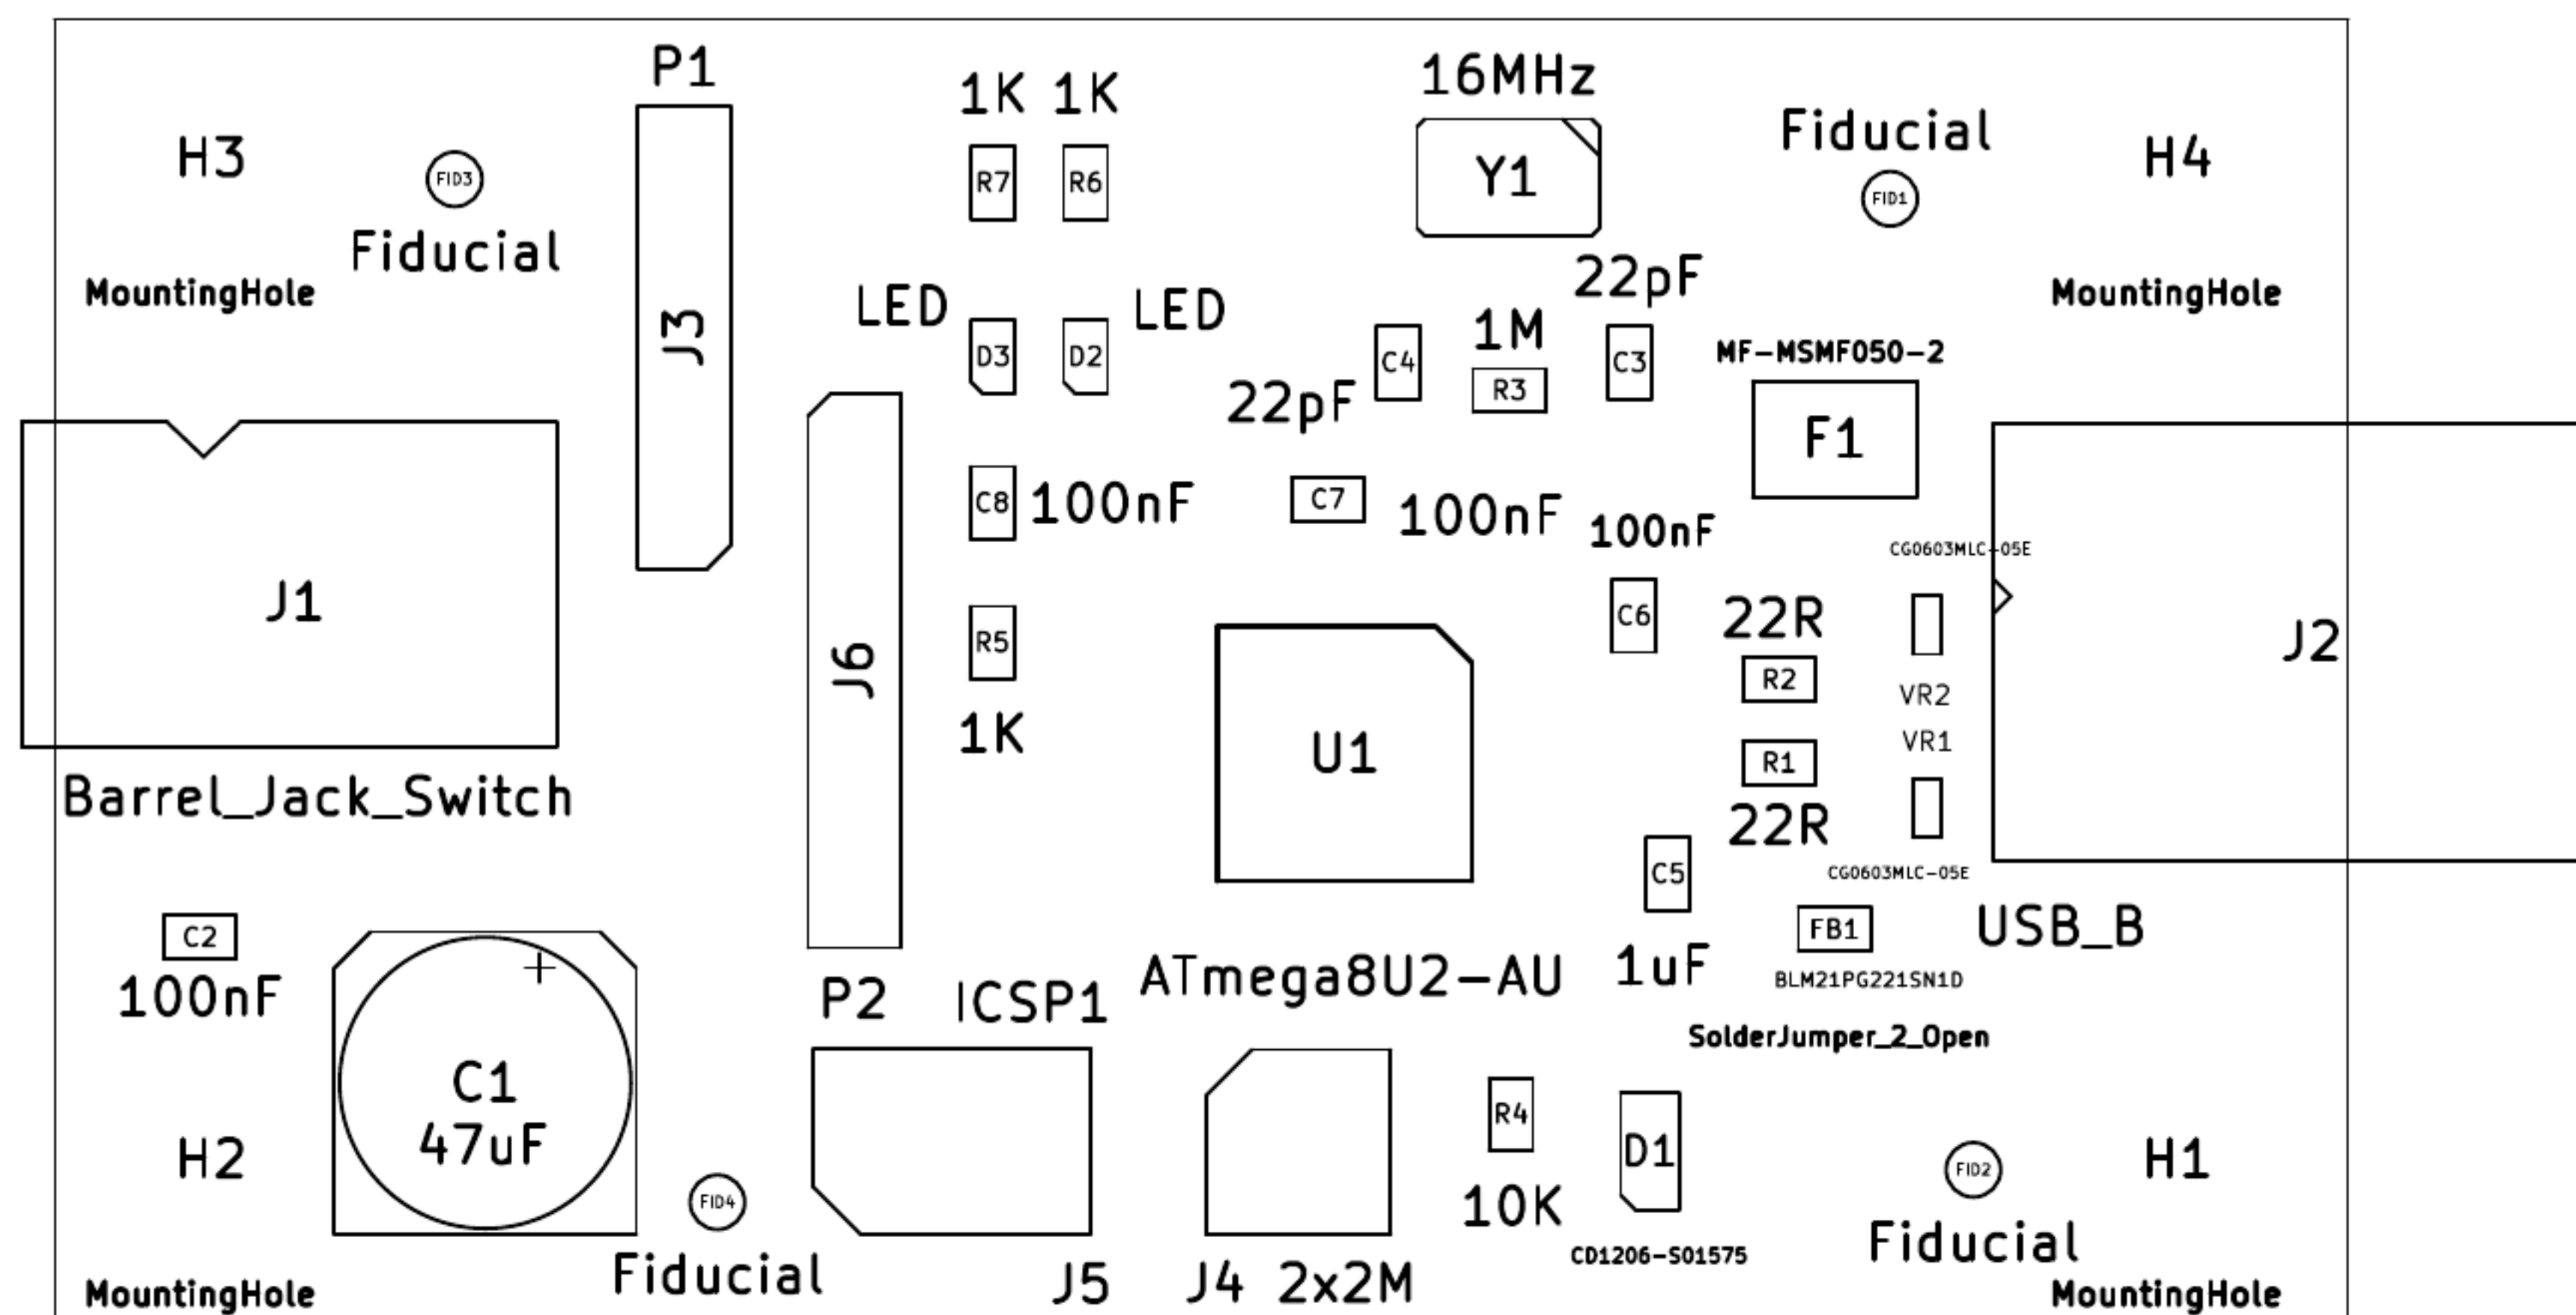 P1
1K 1K
16MHz
Fiducial
H3
FID3
R7
R6
Y1
FID1
H4
Fiducial
MountingHole
J3
LED
D3
D2
LED
22pF
1M
C4
R3
C3
22pF
MF-MSMF050-2
F1
MountingHole
C8
100nF
C7
100nF
100nF
CG0603MLC-05E
J1
J6
R5
1K
U1
C6
22R
R2
VR2
VR1
R1
22R
J2
Barrel_Jack_Switch
C5
CG0603MLC-05E
C2
100nF
P2
ICSP1
ATmega8U2-AU
1uF
FB1
BLM21PG221SN1D
USB_B
SolderJumper_2_Open
C1
47uF
H2
FID4
Fiducial
R4
10K
D1
CD1206-S01575
FID2
Fiducial
H1
MountingHole
J5
J4 2x2M
MountingHole